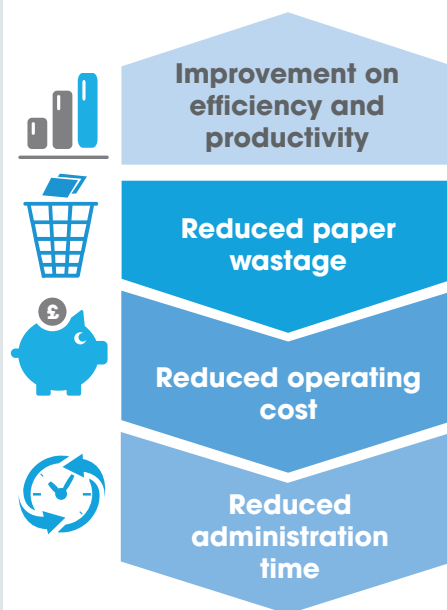 Improvement on
efficiency and
productivity
Reduced paper
wastage
£
Reduced operating
cost
Reduced
administration
time